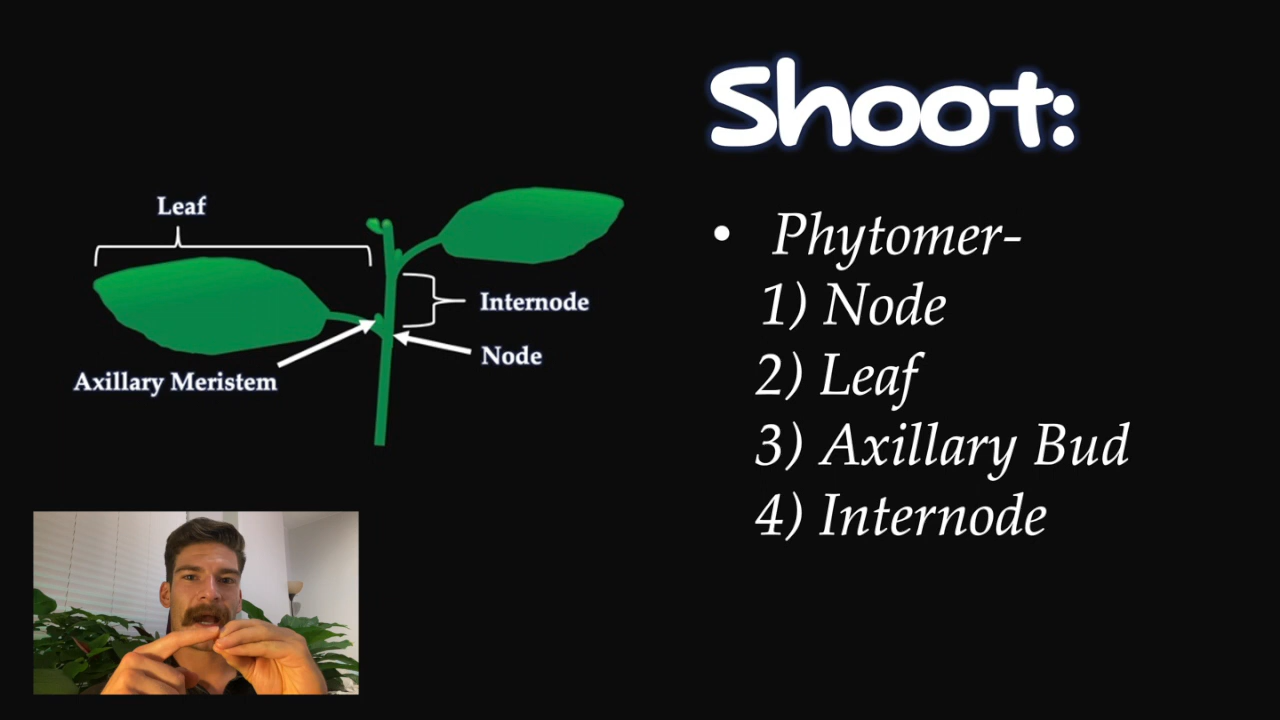 Shoot:
Leaf
Internode
Node
Axillary Meristem
• Phytomer-
1) Node
2) Leaf
3) Axillary Bud
4) Internode